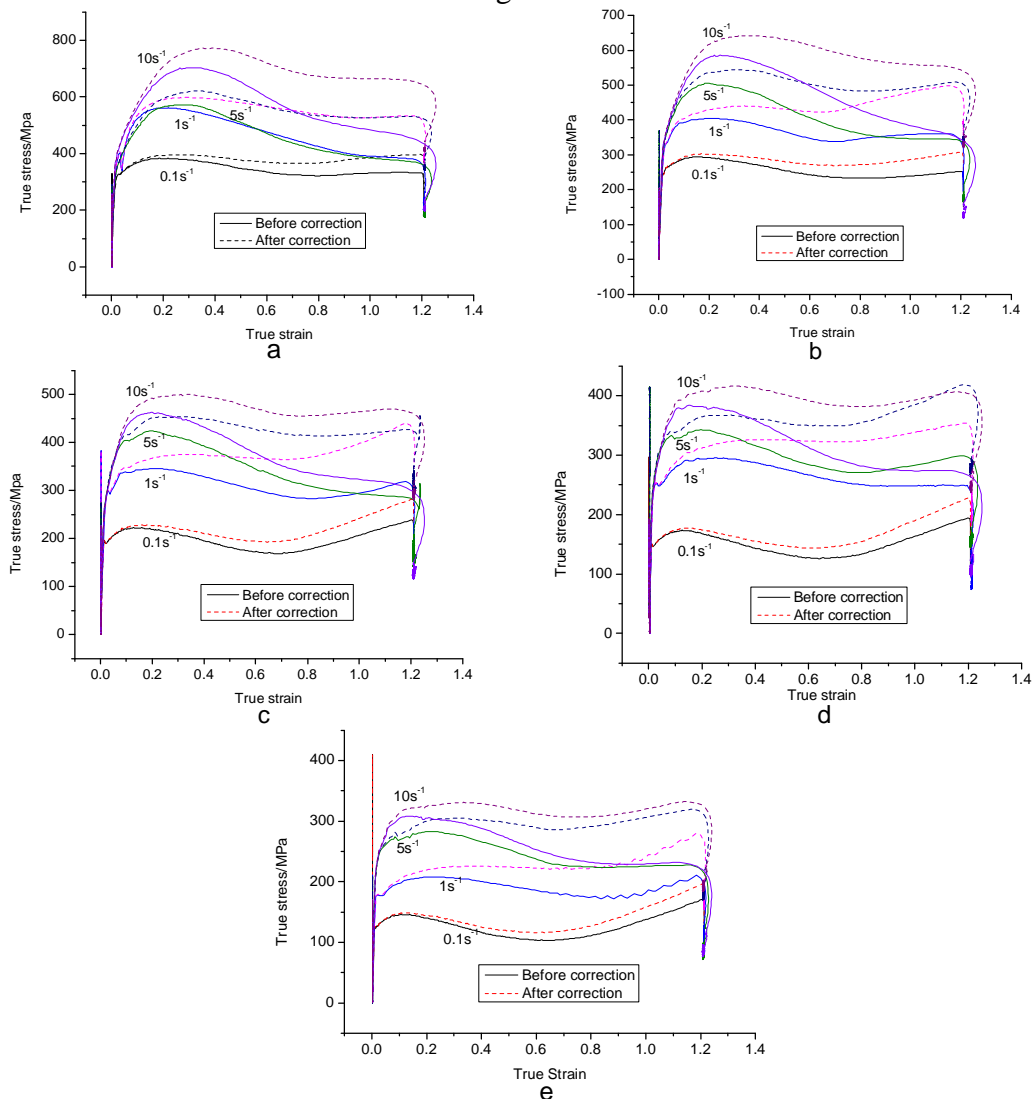 800
600
400
200
0
True stress/Mpa
10s-1
5s-1
1s-1
0.1s-1
Before correction
After correction
0.0 0.2 0.4 0.6 0.8 1.0 1.2 1.4
True strain
a
700
600
500
400
300
200
100
0
-100
True stress/MPa
10s-1
5s-1
1s-1
0.1s-1
Before correction
After correction
0.0 0.2 0.4 0.6 0.8 1.0 1.2 1.4
True strain
b
500
400
300
200
100
0
True stress/Mpa
10s-1
5s-1
1s-1
0.1s-1
Before correction
After correction
0.0 0.2 0.4 0.6 0.8 1.0 1.2 1.4
True strain
c
400
300
200
100
0
True stress/MPa
10s-1
5s-1
1s-1
0.1s-1
Before correction
After correction
0.0 0.2 0.4 0.6 0.8 1.0 1.2 1.4
True strain
d
400
300
200
100
0
True stress/MPa
10s-1
5s-1
1s-1
0.1s-1
Before correction
After correction
0.0 0.2 0.4 0.6 0.8 1.0 1.2 1.4
True Strain
e